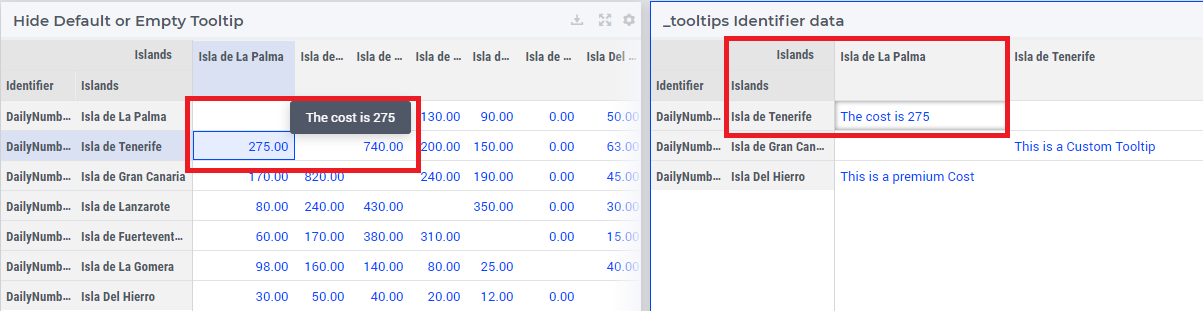 Hide Default or Empty Tooltip
Islands Isla de La Palma Isla de... Isla de ... Isla de ... Isla d... Isla de ... Isla Del ...
Identifier Islands
DailyNumb... Isla de La Palma The cost is 275 130.00 90.00 0.00 50.00
DailyNumb... Isla de Tenerife 275.00 740.00 200.00 150.00 0.00 63.00
DailyNumb... Isla de Gran Canaria 170.00 820.00 240.00 190.00 0.00 45.00
DailyNumb... Isla de Lanzarote 80.00 240.00 430.00 350.00 0.00 30.00
DailyNumb... Isla de Fuertevent... 60.00 170.00 380.00 310.00 0.00 15.00
DailyNumb... Isla de La Gomera 98.00 160.00 140.00 80.00 25.00 40.00
DailyNumb... Isla Del Hierro 30.00 50.00 40.00 20.00 12.00 0.00
_tooltips Identifier data
Islands Isla de La Palma Isla de Tenerife
Identifier Islands
DailyNumb... Isla de Tenerife The cost is 275
DailyNumb... Isla de Gran Can... This is a Custom Tooltip
DailyNumb... Isla Del Hierro This is a premium Cost